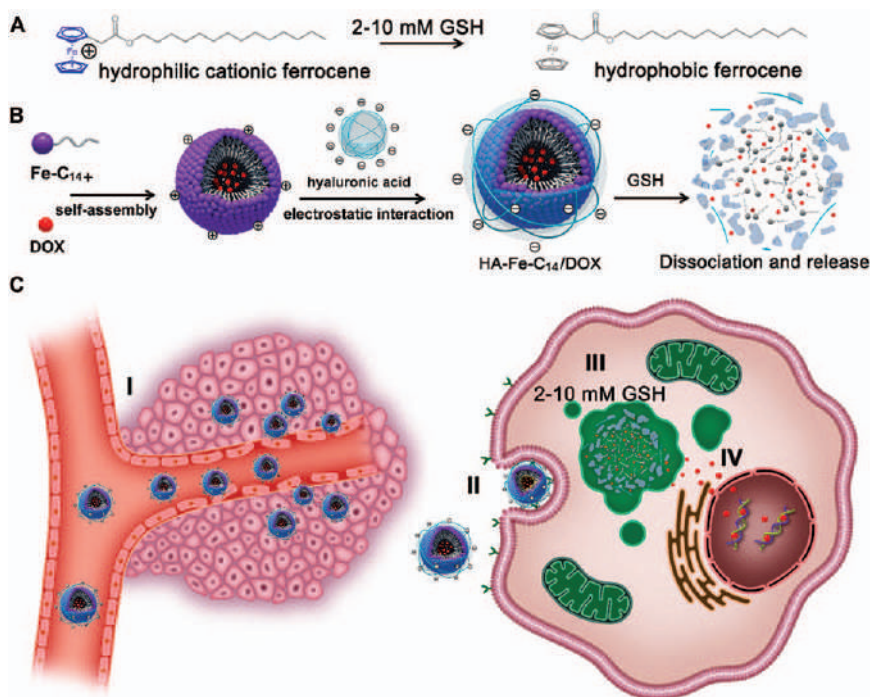 A
2-10 mM GSH
Fe
⊕
Fe
hydrophilic cationic ferrocene
hydrophobic ferrocene
B
Fe-C₁₄₊
DOX
self-assembly
hyaluronic acid
electrostatic interaction
HA-Fe-C₁₄/DOX
GSH
Dissociation and release
C
I
II
III
2-10 mM GSH
IV